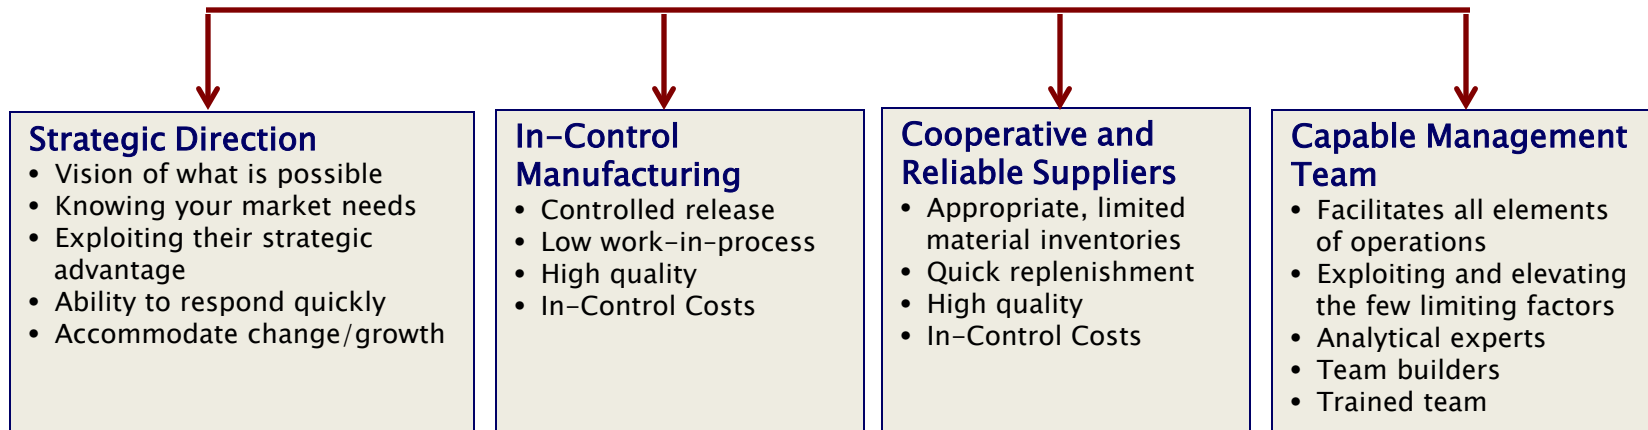 Strategic Direction
• Vision of what is possible
• Knowing your market needs
• Exploiting their strategic
advantage
• Ability to respond quickly
• Accommodate change/growth
In-Control
Manufacturing
• Controlled release
• Low work-in-process
• High quality
• In-Control Costs
Cooperative and
Reliable Suppliers
• Appropriate, limited
material inventories
• Quick replenishment
• High quality
• In-Control Costs
Capable Management
Team
• Facilitates all elements
of operations
• Exploiting and elevating
the few limiting factors
• Analytical experts
• Team builders
• Trained team